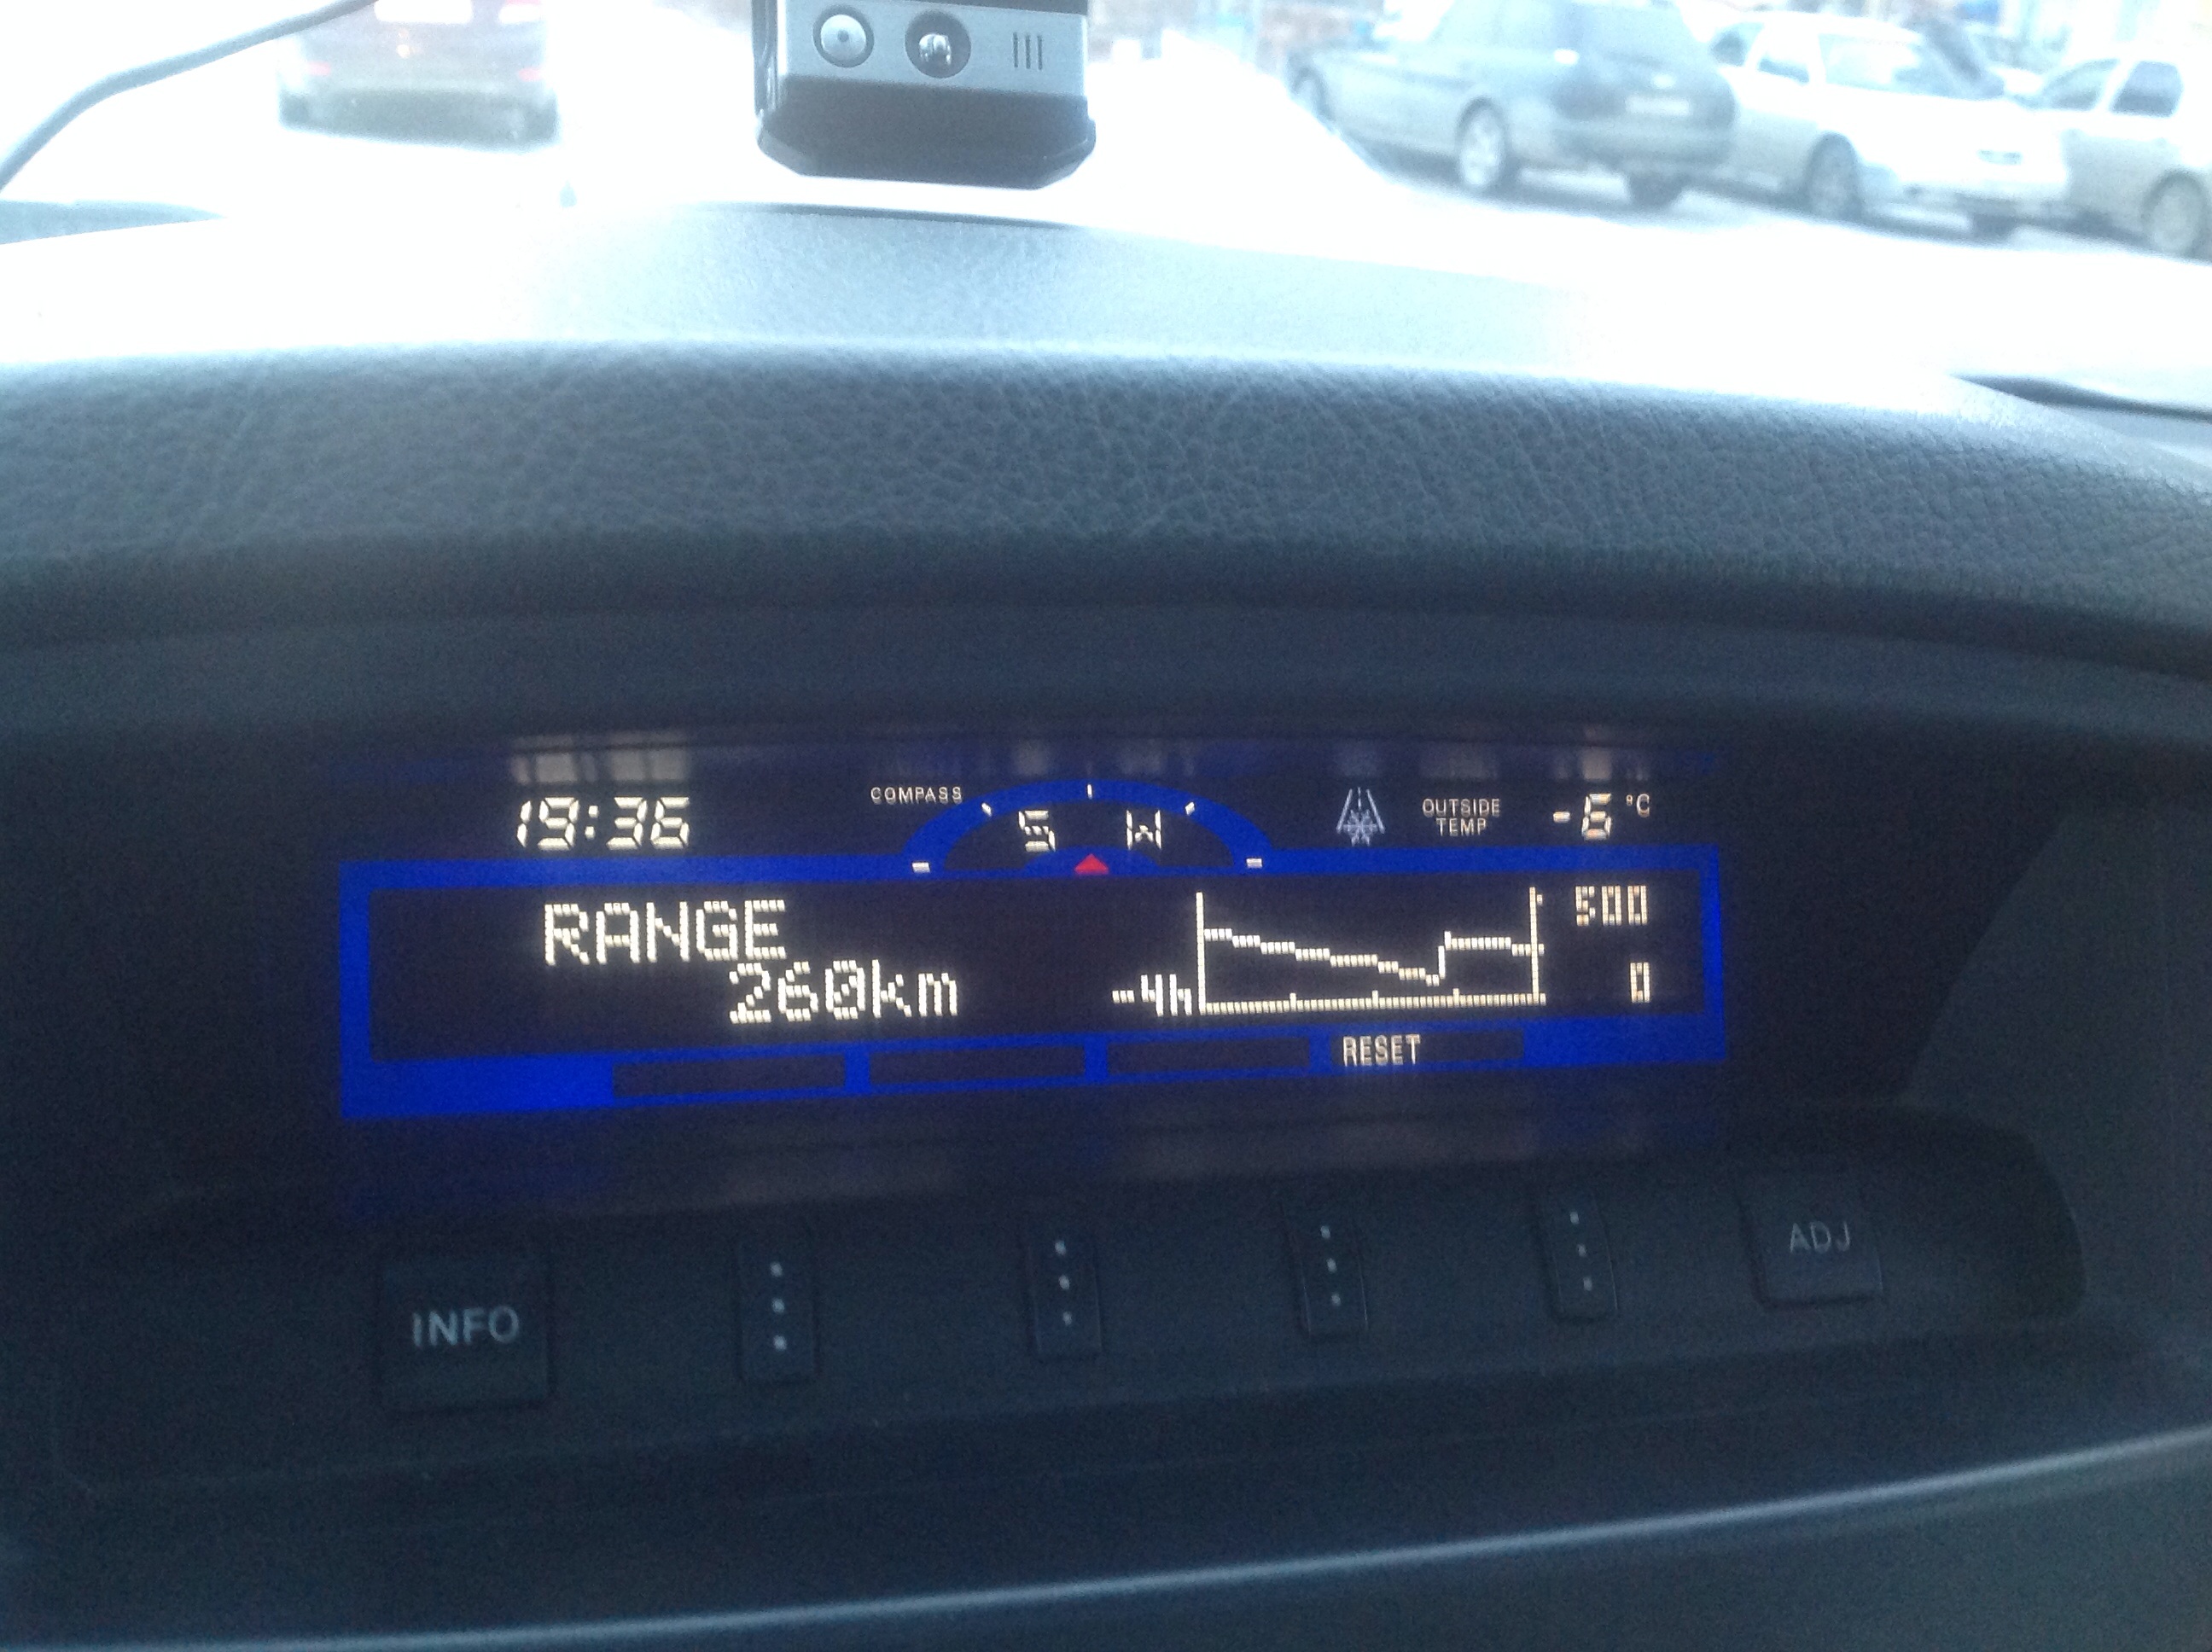 19:36
COMPASS
S W
OUTSIDE
TEMP
-6 °C
RANGE
260km
-4h
500
0
RESET
INFO
ADJ